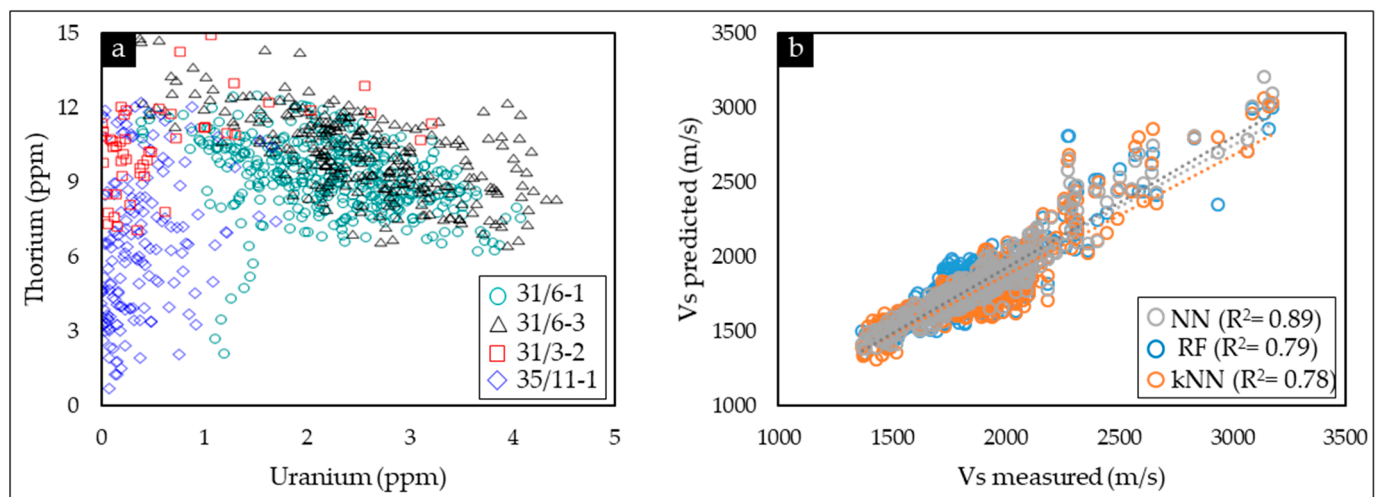 a
15
12
9
6
3
0
Thorium (ppm)
0 1 2 3 4 5
Uranium (ppm)
31/6-1
31/6-3
31/3-2
35/11-1
b
3500
3000
2500
2000
1500
1000
Vs predicted (m/s)
1000 1500 2000 2500 3000 3500
Vs measured (m/s)
NN (R²= 0.89)
RF (R²= 0.79)
kNN (R²= 0.78)